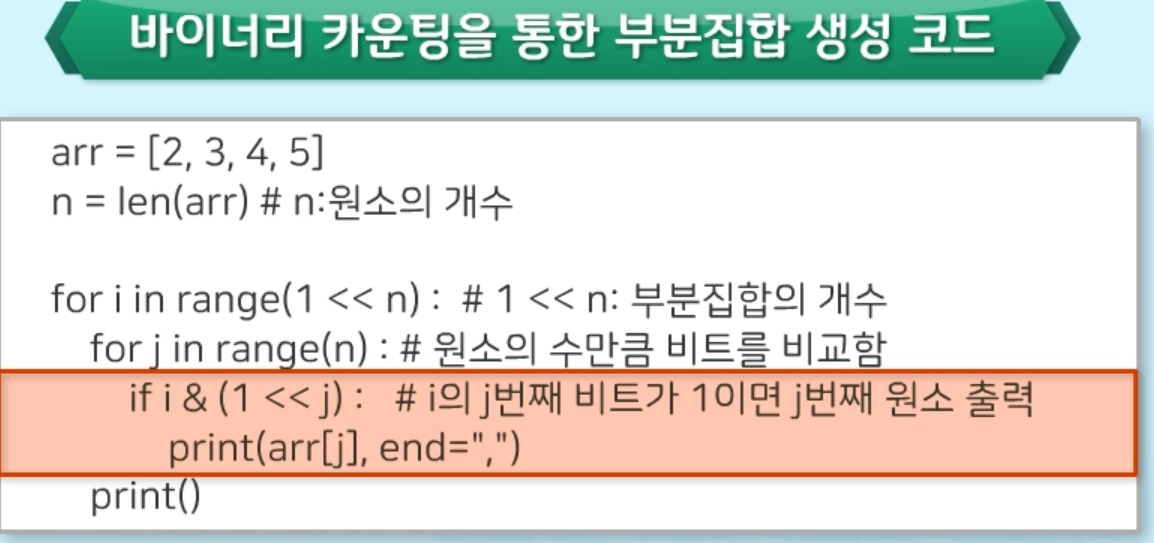 바이너리 카운팅을 통한 부분집합 생성 코드
arr = [2, 3, 4, 5]
n = len(arr) # n:원소의 개수
for i in range(1 << n) :  # 1 << n: 부분집합의 개수
for j in range(n) : # 원소의 수만큼 비트를 비교함
if i & (1 << j) :   # i의 j번째 비트가 1이면 j번째 원소 출력
print(arr[j], end=",")
print()